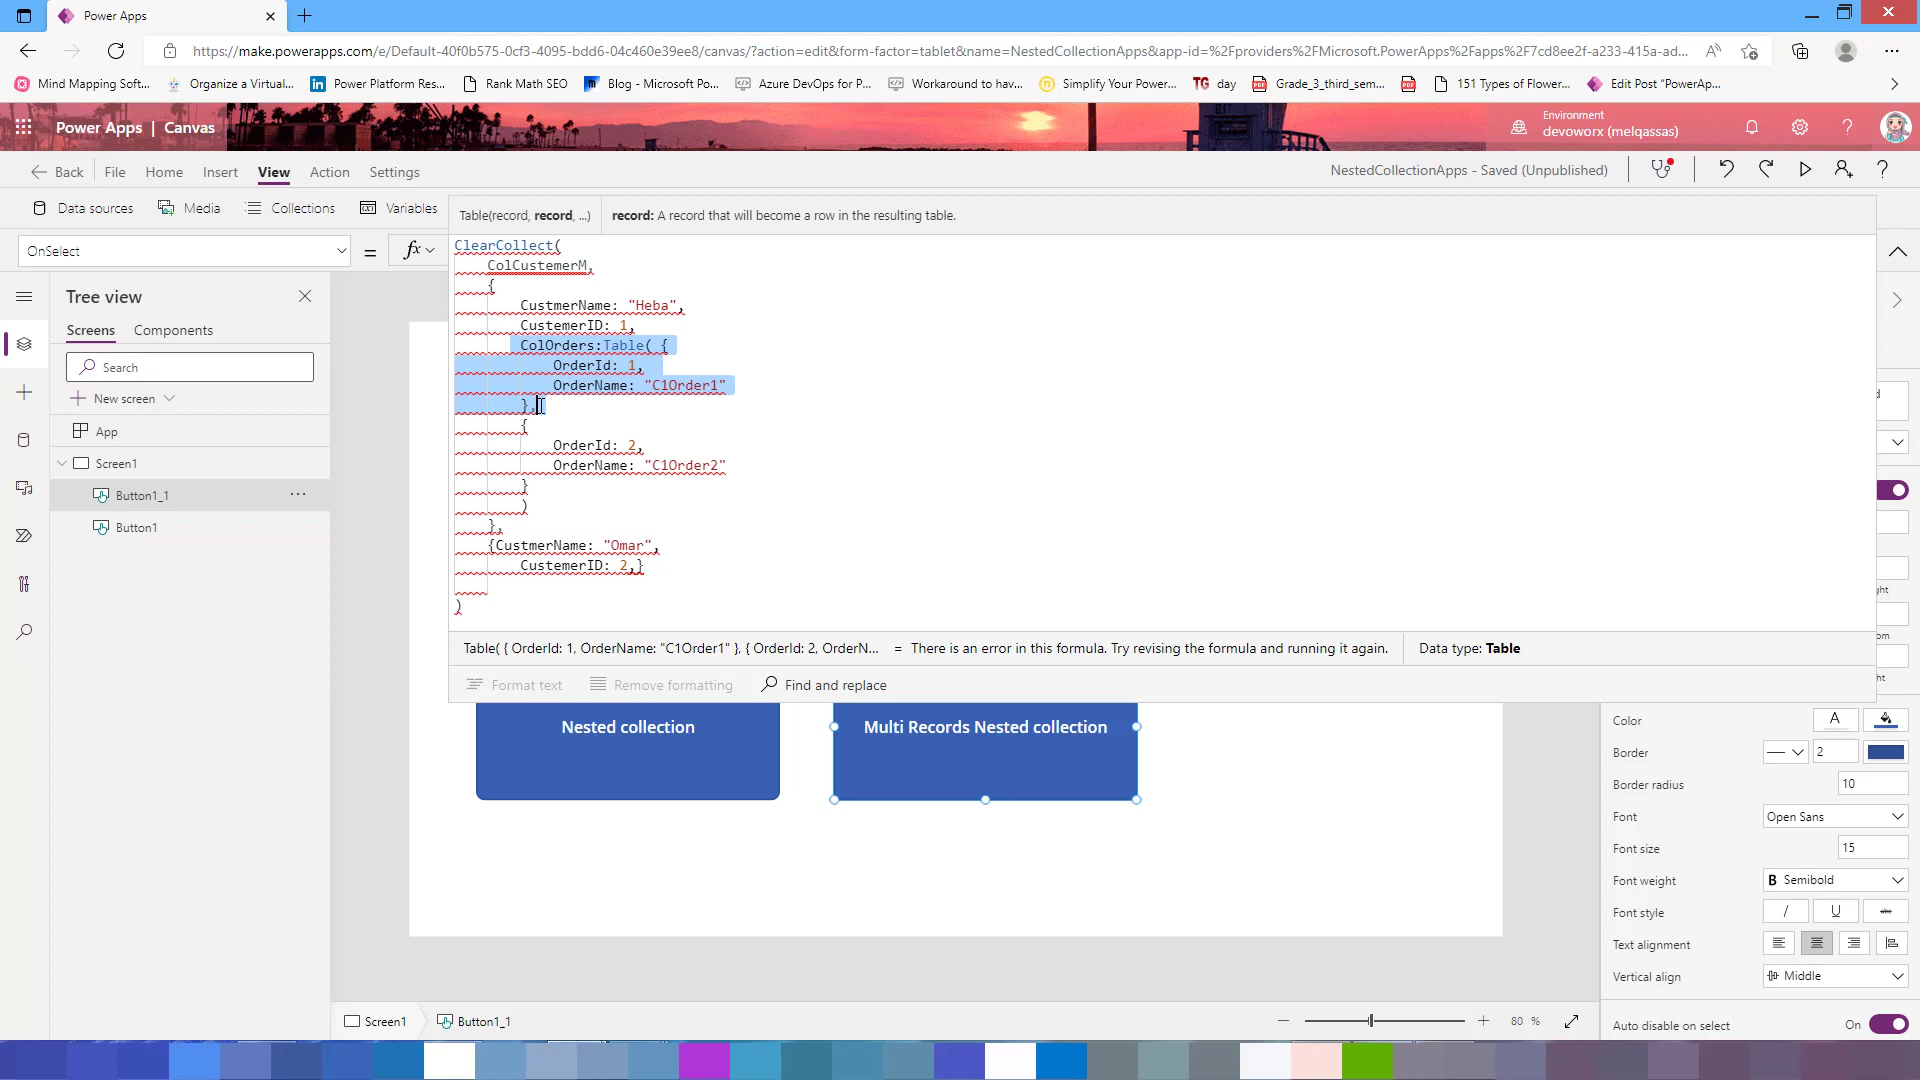 Power Apps
https://make.powerapps.com/e/Default-40f0b575-0cf3-4095-bdd6-04c460e39ee8/canvas/?action=edit&form-factor=tablet&name=NestedCollectionApps&app-id=%2Fproviders%2FMicrosoft.PowerApps%2Fapps%2F7cd8ee2f-a233-415a-ad...
Mind Mapping Soft... Organize a Virtual... Power Platform Res... Rank Math SEO Blog - Microsoft Po... Azure DevOps for P... Workaround to hav... Simplify Your Power... TG day Grade_3_third_sem... 151 Types of Flower... Edit Post "PowerAp...
Power Apps | Canvas
Environment
devoworx (melqassas)
Back File Home Insert View Action Settings
NestedCollectionApps - Saved (Unpublished)
Data sources Media Collections Variables
Table(record, record, ...) record: A record that will become a row in the resulting table.
OnSelect = fx
ClearCollect(
ColCustemerM,
{
CustmerName: "Heba",
CustemerID: 1,
ColOrders:Table( {
OrderId: 1,
OrderName: "C1Order1"
},
{
OrderId: 2,
OrderName: "C1Order2"
}
)
},
{CustmerName: "Omar",
CustemerID: 2,}
)
Table( { OrderId: 1, OrderName: "C1Order1" }, { OrderId: 2, OrderN... = There is an error in this formula. Try revising the formula and running it again. Data type: Table
Format text Remove formatting Find and replace
Tree view
Screens Components
Search
New screen
App
Screen1
Button1_1 ...
Button1
Nested collection
Multi Records Nested collection
d
ght
om
ht
Color A
Border 2
Border radius 10
Font Open Sans
Font size 15
Font weight B Semibold
Font style / U abc
Text alignment
Vertical align Middle
Auto disable on select On
Screen1 Button1_1
80 %